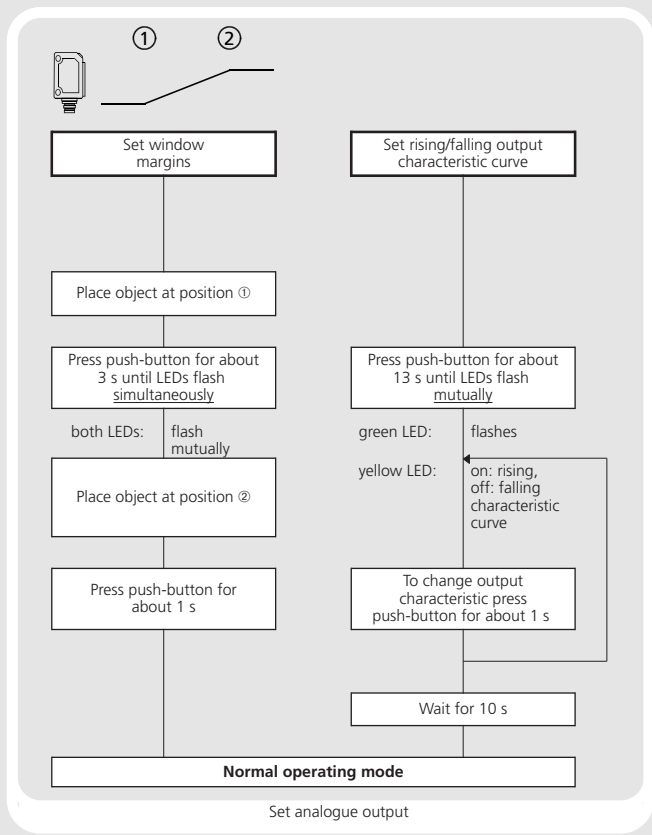 ① ②
Set window
margins
Place object at position ①
Press push-button for about
3 s until LEDs flash
simultaneously
both LEDs: flash
mutually
Place object at position ②
Press push-button for
about 1 s
Set rising/falling output
characteristic curve
Press push-button for about
13 s until LEDs flash
mutually
green LED: flashes
yellow LED: on: rising,
off: falling
characteristic
curve
To change output
characteristic press
push-button for about 1 s
Wait for 10 s
Normal operating mode
Set analogue output